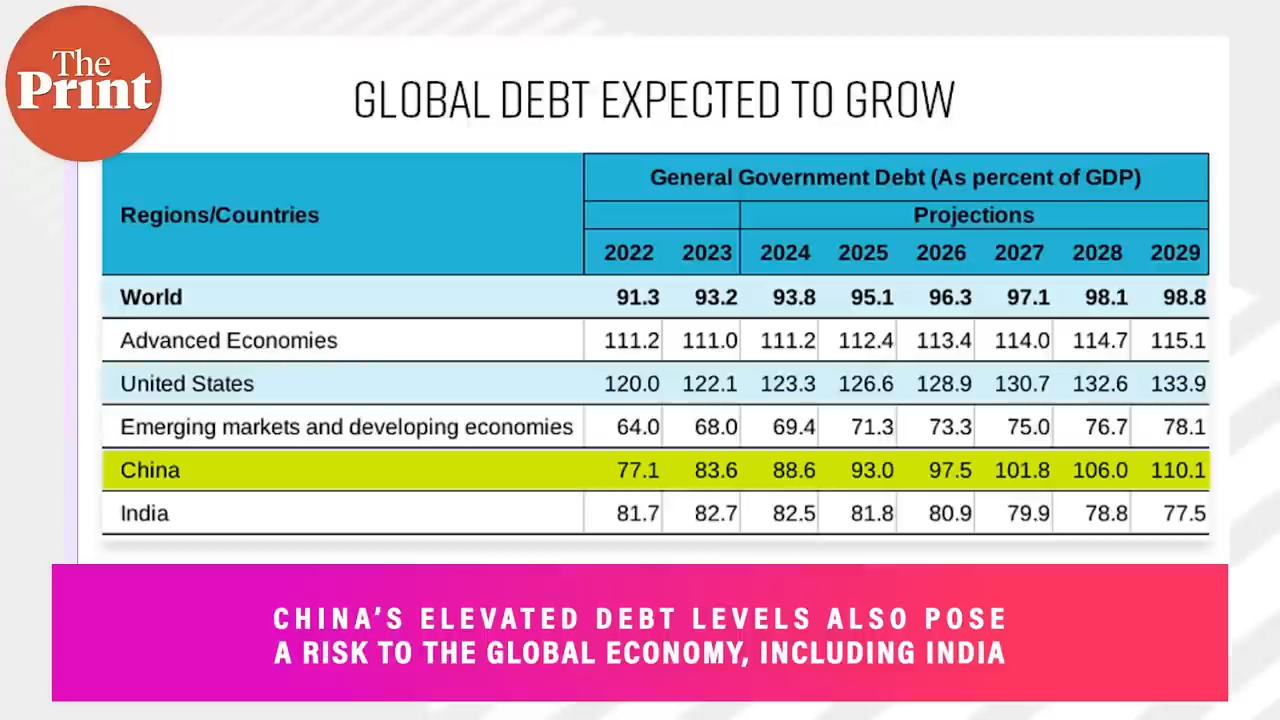 The
Print
GLOBAL DEBT EXPECTED TO GROW
Regions/Countries
General Government Debt (As percent of GDP)
Projections
2022 2023 2024 2025 2026 2027 2028 2029
World 91.3 93.2 93.8 95.1 96.3 97.1 98.1 98.8
Advanced Economies 111.2 111.0 111.2 112.4 113.4 114.0 114.7 115.1
United States 120.0 122.1 123.3 126.6 128.9 130.7 132.6 133.9
Emerging markets and developing economies 64.0 68.0 69.4 71.3 73.3 75.0 76.7 78.1
China 77.1 83.6 88.6 93.0 97.5 101.8 106.0 110.1
India 81.7 82.7 82.5 81.8 80.9 79.9 78.8 77.5
CHINA'S ELEVATED DEBT LEVELS ALSO POSE
A RISK TO THE GLOBAL ECONOMY, INCLUDING INDIA